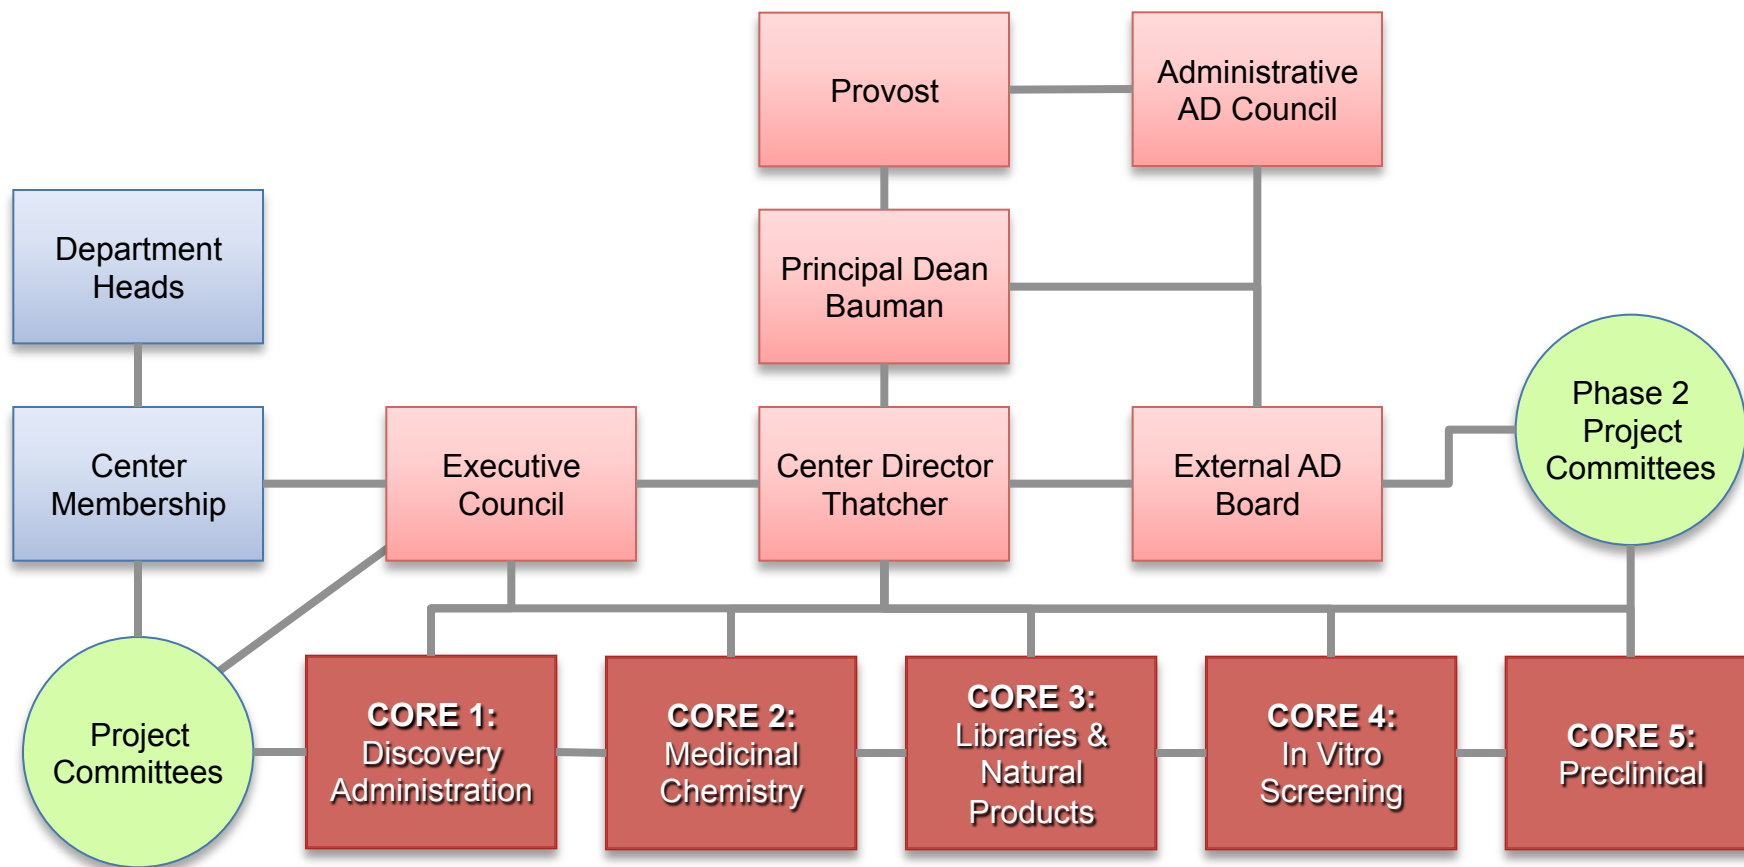 Provost
Administrative
AD Council
Department
Heads
Principal Dean
Bauman
Phase 2
Project
Committees
Center
Membership
Executive
Council
Center Director
Thatcher
External AD
Board
Project
Committees
CORE 1:
Discovery
Administration
CORE 2:
Medicinal
Chemistry
CORE 3:
Libraries &
Natural
Products
CORE 4:
In Vitro
Screening
CORE 5:
Preclinical